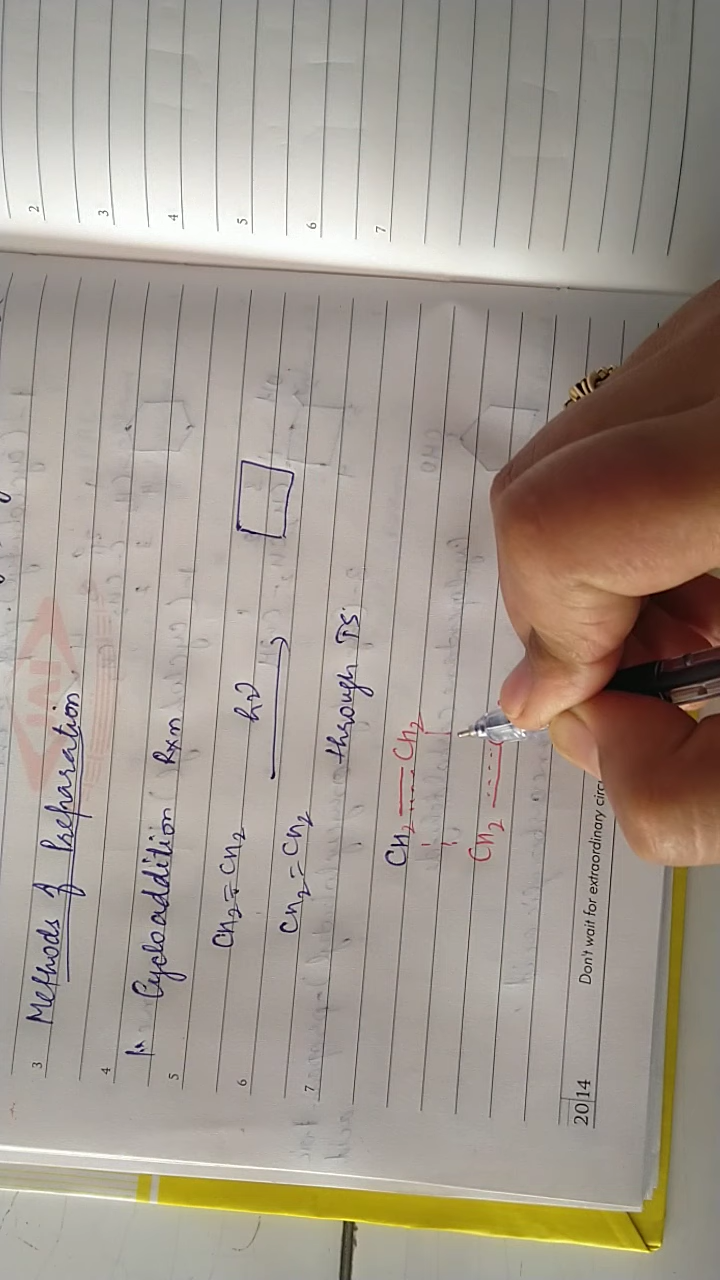 2
3
4
5
6
7
3 Methods of Preparation
4
1. Cycloaddition Rxn
5
CH2=CH2
6
hν
CH2=CH2
7
through TS
CH2 CH2
CH2
2014 Don't wait for extraordinary